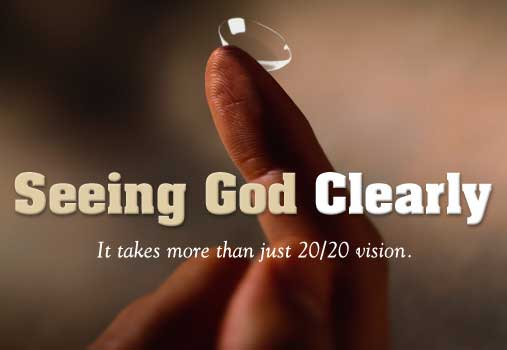 Seeing God Clearly
It takes more than just 20/20 vision.